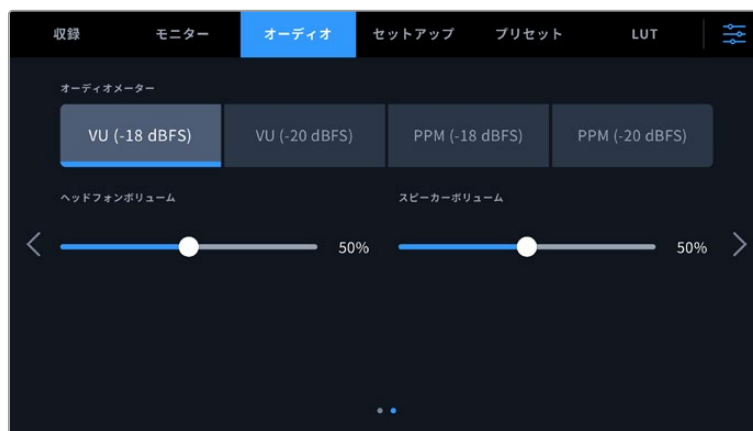 収録 モニター オーディオ セットアップ プリセット LUT
オーディオメーター
VU (-18 dBFS) VU (-20 dBFS) PPM (-18 dBFS) PPM (-20 dBFS)
ヘッドフォンボリューム スピーカーボリューム
50% 50%